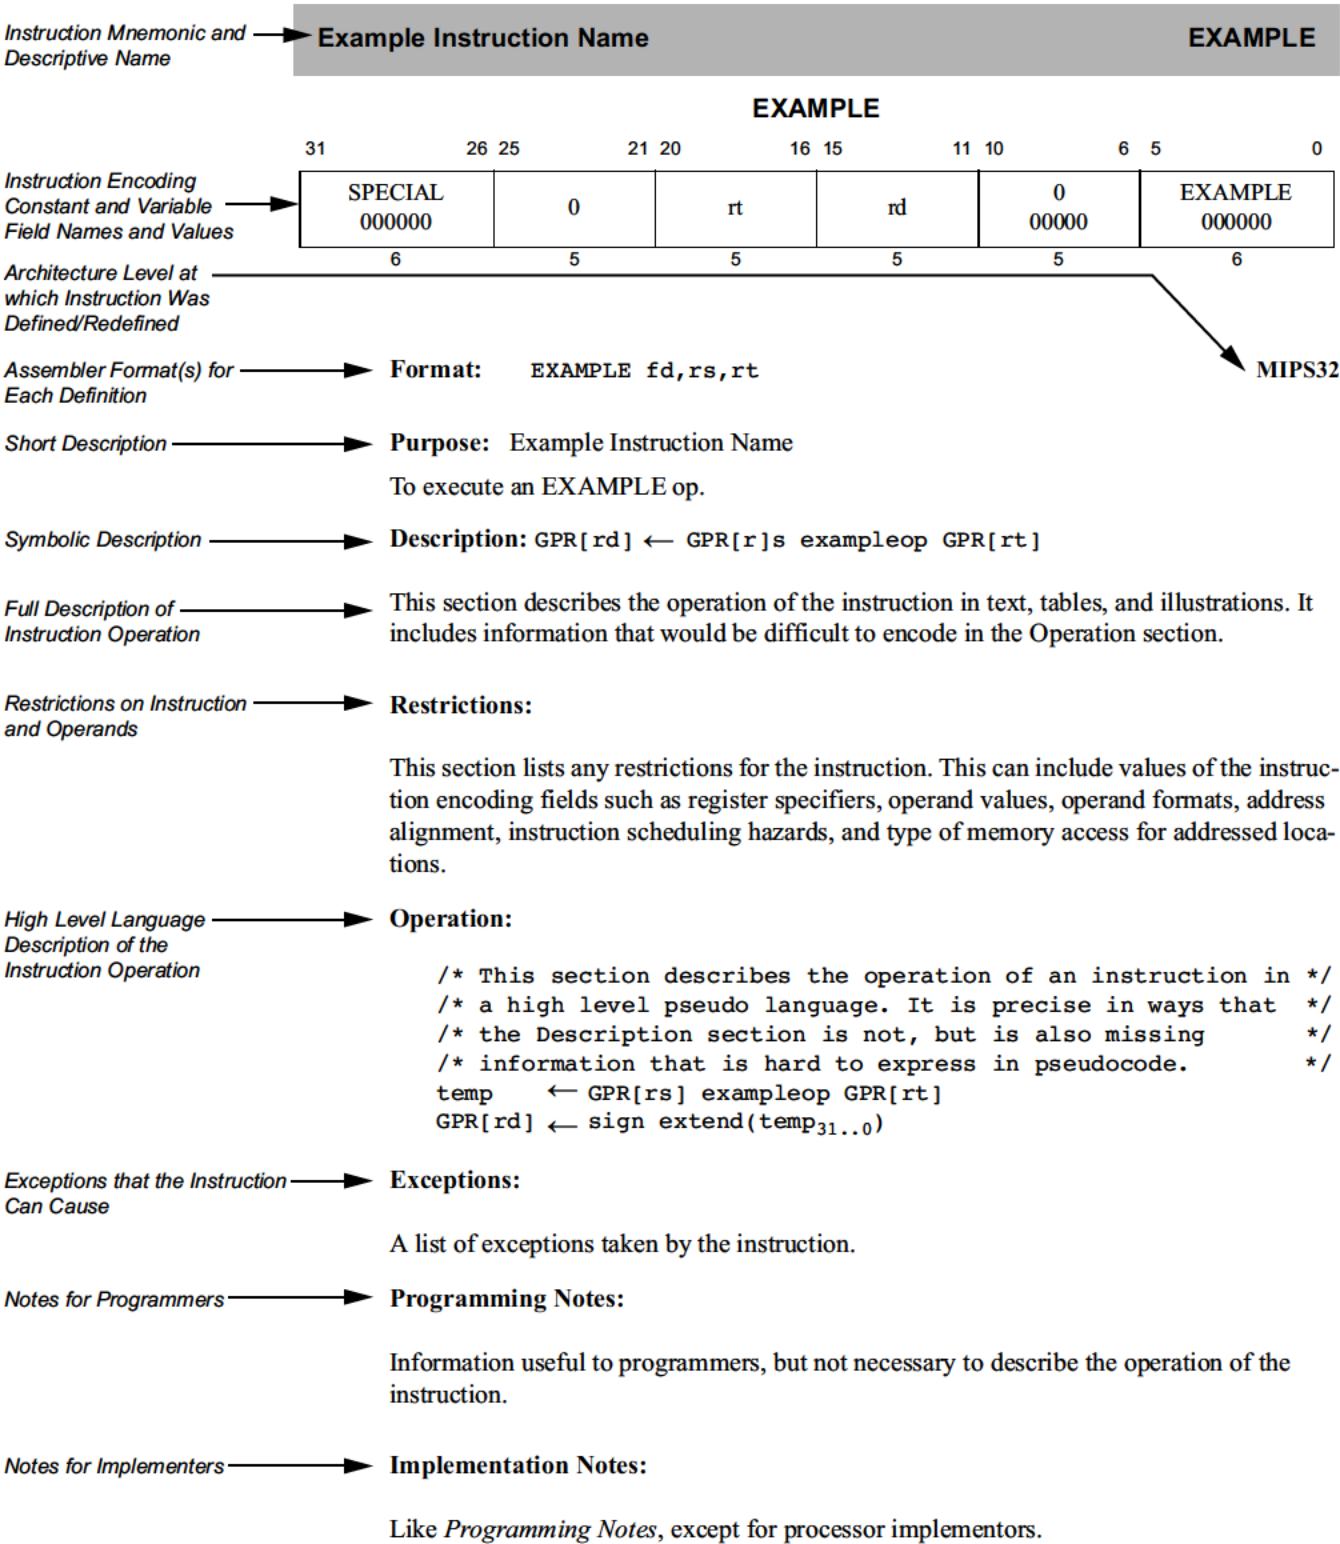 Instruction Mnemonic and
Descriptive Name
Example Instruction Name EXAMPLE
EXAMPLE
31 26 25 21 20 16 15 11 10 6 5 0
Instruction Encoding
Constant and Variable
Field Names and Values
SPECIAL
000000
0
rt
rd
0
00000
EXAMPLE
000000
6 5 5 5 5 6
Architecture Level at
which Instruction Was
Defined/Redefined
Assembler Format(s) for
Each Definition
Format: EXAMPLE fd,rs,rt MIPS32
Short Description
Purpose: Example Instruction Name
To execute an EXAMPLE op.
Symbolic Description
Description: GPR[rd] ← GPR[r]s exampleop GPR[rt]
Full Description of
Instruction Operation
This section describes the operation of the instruction in text, tables, and illustrations. It
includes information that would be difficult to encode in the Operation section.
Restrictions on Instruction
and Operands
Restrictions:
This section lists any restrictions for the instruction. This can include values of the instruc-
tion encoding fields such as register specifiers, operand values, operand formats, address
alignment, instruction scheduling hazards, and type of memory access for addressed loca-
tions.
High Level Language
Description of the
Instruction Operation
Operation:
/* This section describes the operation of an instruction in */
/* a high level pseudo language. It is precise in ways that */
/* the Description section is not, but is also missing */
/* information that is hard to express in pseudocode. */
temp ← GPR[rs] exampleop GPR[rt]
GPR[rd] ← sign extend(temp31..0)
Exceptions that the Instruction
Can Cause
Exceptions:
A list of exceptions taken by the instruction.
Notes for Programmers
Programming Notes:
Information useful to programmers, but not necessary to describe the operation of the
instruction.
Notes for Implementers
Implementation Notes:
Like Programming Notes, except for processor implementors.